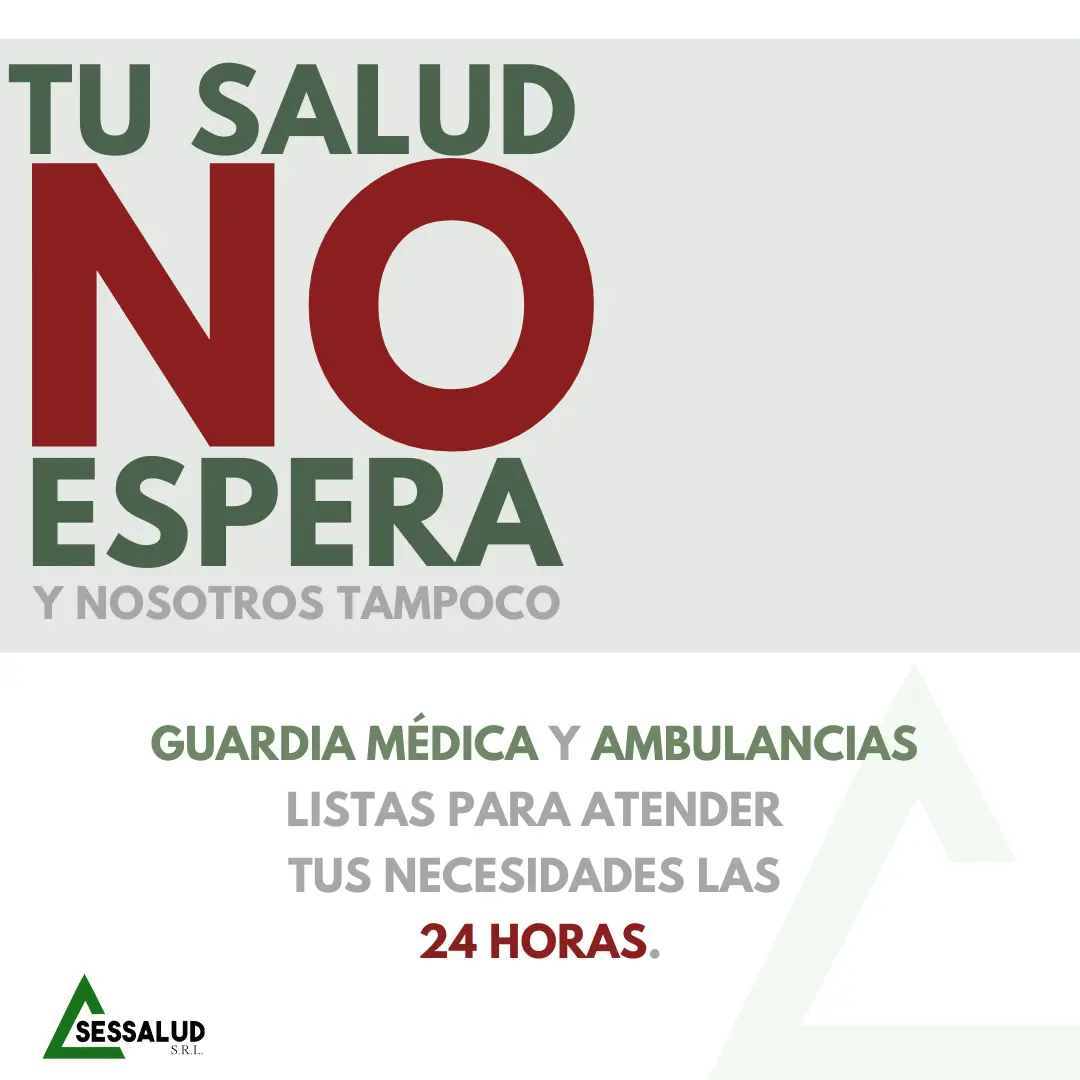 TU SALUD
NO
ESPERA
Y NOSOTROS TAMPOCO
GUARDIA MÉDICA Y AMBULANCIAS
LISTAS PARA ATENDER
TUS NECESIDADES LAS
24 HORAS.
SESSALUD
S.R.L.